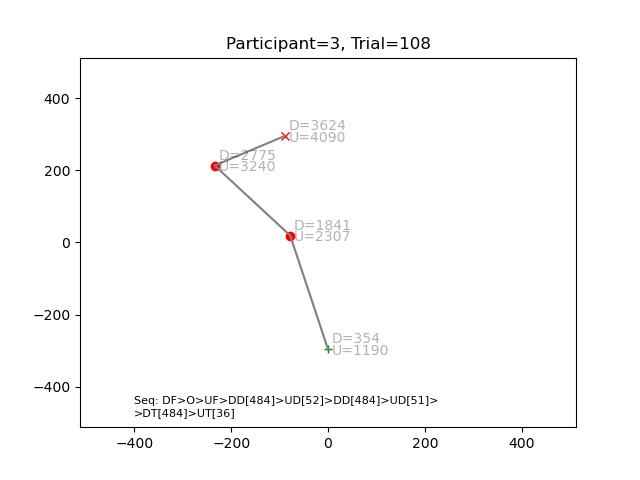 Participant=3, Trial=108
400
200
0
−200
−400
D=3624
U=4090
D=2775
U=3240
D=1841
U=2307
D=354
U=1190
Seq: DF>O>UF>DD[484]>UD[52]>DD[484]>UD[51]>
>DT[484]>UT[36]
−400 −200 0 200 400